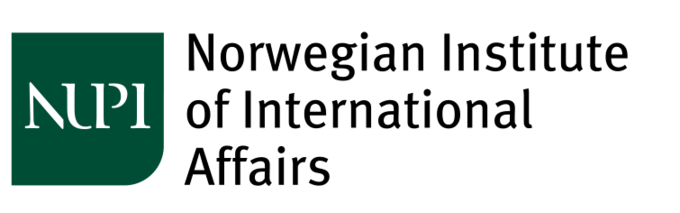 NUPI
Norwegian Institute
of International
Affairs